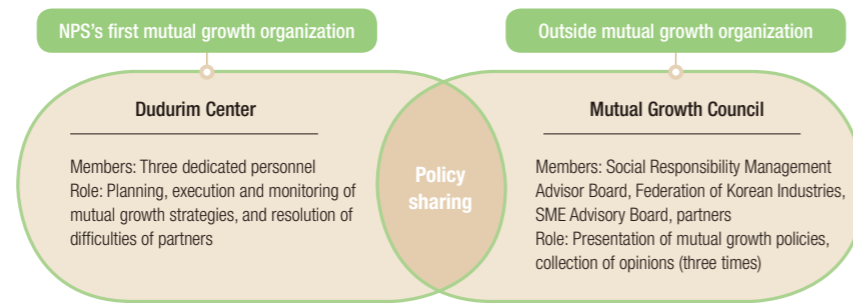 NPS's first mutual growth organization
Outside mutual growth organization
Dudurim Center
Members: Three dedicated personnel
Role: Planning, execution and monitoring of
mutual growth strategies, and resolution of
difficulties of partners
Policy
sharing
Mutual Growth Council
Members: Social Responsibility Management
Advisor Board, Federation of Korean Industries,
SME Advisory Board, partners
Role: Presentation of mutual growth policies,
collection of opinions (three times)